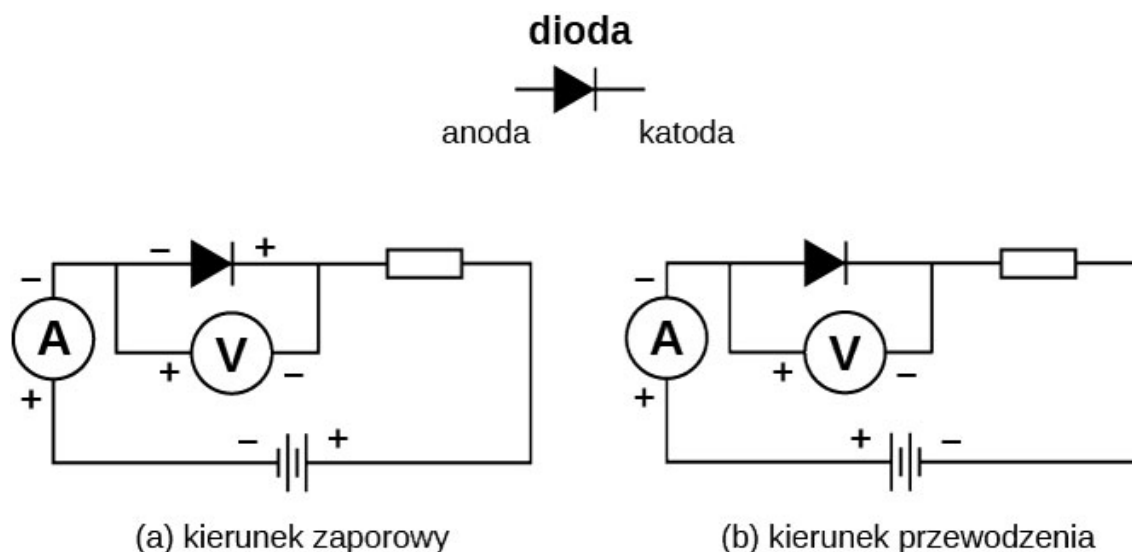 dioda
anoda katoda
– +
– –
A V A V
+ – + –
+ +
– + + –
(a) kierunek zaporowy (b) kierunek przewodzenia